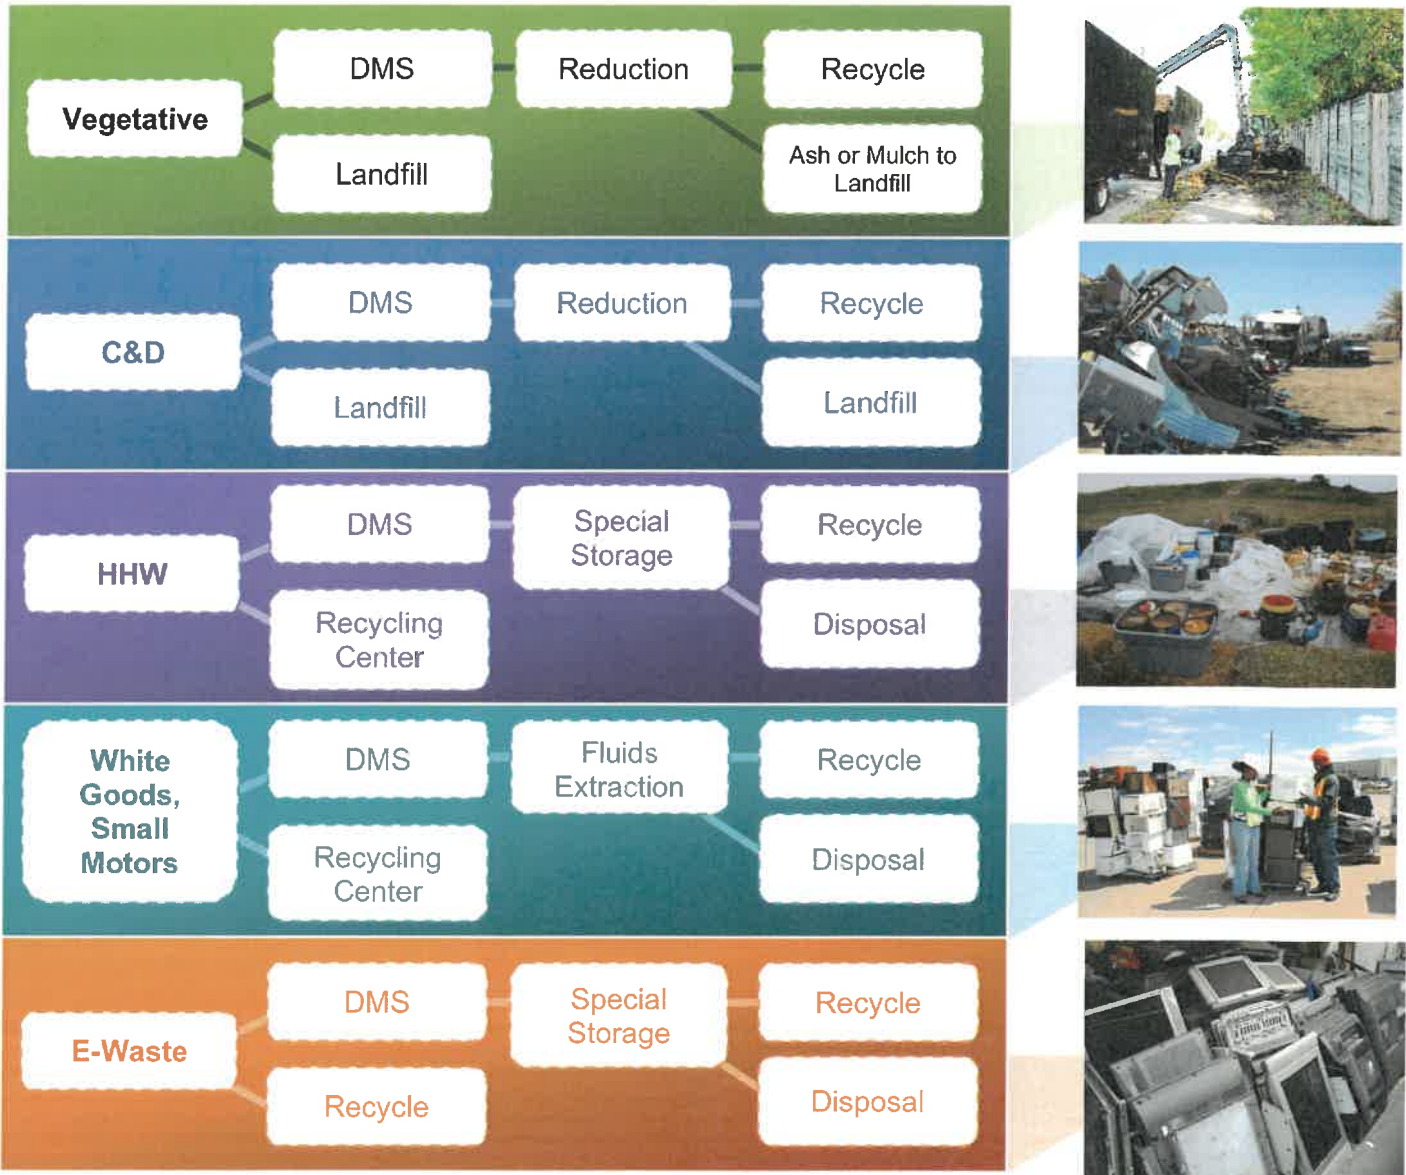 Vegetative
DMS
Reduction
Recycle
Landfill
Ash or Mulch to
Landfill
C&D
DMS
Reduction
Recycle
Landfill
Landfill
HHW
DMS
Special
Storage
Recycle
Recycling
Center
Disposal
White
Goods,
Small
Motors
DMS
Fluids
Extraction
Recycle
Recycling
Center
Disposal
E-Waste
DMS
Special
Storage
Recycle
Recycle
Disposal